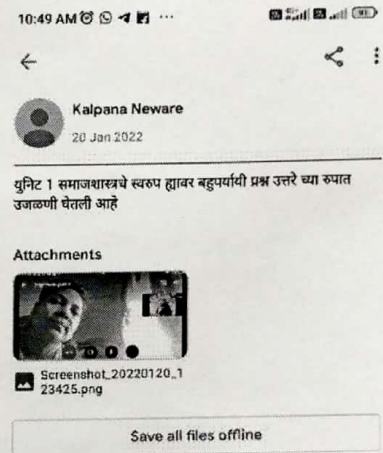 10:49 AM
Kalpana Neware
20 Jan 2022
युनिट 1 समाजशास्त्रचे स्वरुप ह्यावर बहुपर्यायी प्रश्न उत्तरे च्या रुपात
उजळणी घेतली आहे
Attachments
Screenshot_20220120_1
23425.png
Save all files offline